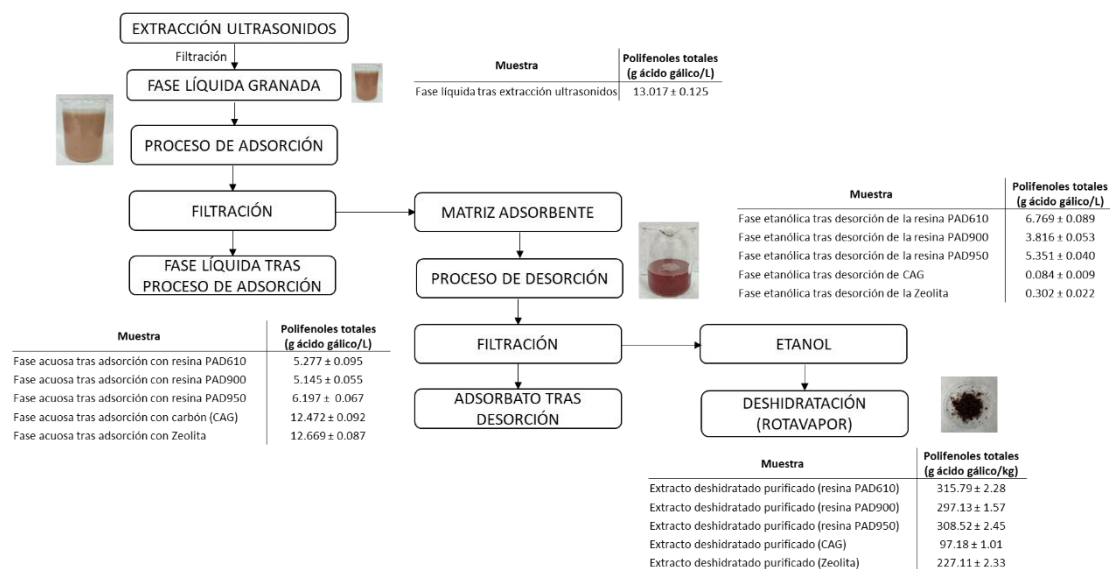 EXTRACCIÓN ULTRASONIDOS
Filtración
FASE LÍQUIDA GRANADA
Muestra
Polifenoles totales
(g ácido gálico/L)
Fase líquida tras extracción ultrasonidos 13.017 ± 0.125
PROCESO DE ADSORCIÓN
FILTRACIÓN
MATRIZ ADSORBENTE
FASE LÍQUIDA TRAS
PROCESO DE ADSORCIÓN
PROCESO DE DESORCIÓN
Muestra
Polifenoles totales
(g ácido gálico/L)
Fase etanólica tras desorción de la resina PAD610 6.769 ± 0.089
Fase etanólica tras desorción de la resina PAD900 3.816 ± 0.053
Fase etanólica tras desorción de la resina PAD950 5.351 ± 0.040
Fase etanólica tras desorción de CAG 0.084 ± 0.009
Fase etanólica tras desorción de la Zeolita 0.302 ± 0.022
Muestra
Polifenoles totales
(g ácido gálico/L)
Fase acuosa tras adsorción con resina PAD610 5.277 ± 0.095
Fase acuosa tras adsorción con resina PAD900 5.145 ± 0.055
Fase acuosa tras adsorción con resina PAD950 6.197 ± 0.067
Fase acuosa tras adsorción con carbón (CAG) 12.472 ± 0.092
Fase acuosa tras adsorción con Zeolita 12.669 ± 0.087
FILTRACIÓN
ETANOL
ADSORBATO TRAS
DESORCIÓN
DESHIDRATACIÓN
(ROTAVAPOR)
Muestra
Polifenoles totales
(g ácido gálico/kg)
Extracto deshidratado purificado (resina PAD610) 315.79 ± 2.28
Extracto deshidratado purificado (resina PAD900) 297.13 ± 1.57
Extracto deshidratado purificado (resina PAD950) 308.52 ± 2.45
Extracto deshidratado purificado (CAG) 97.18 ± 1.01
Extracto deshidratado purificado (Zeolita) 227.11 ± 2.33